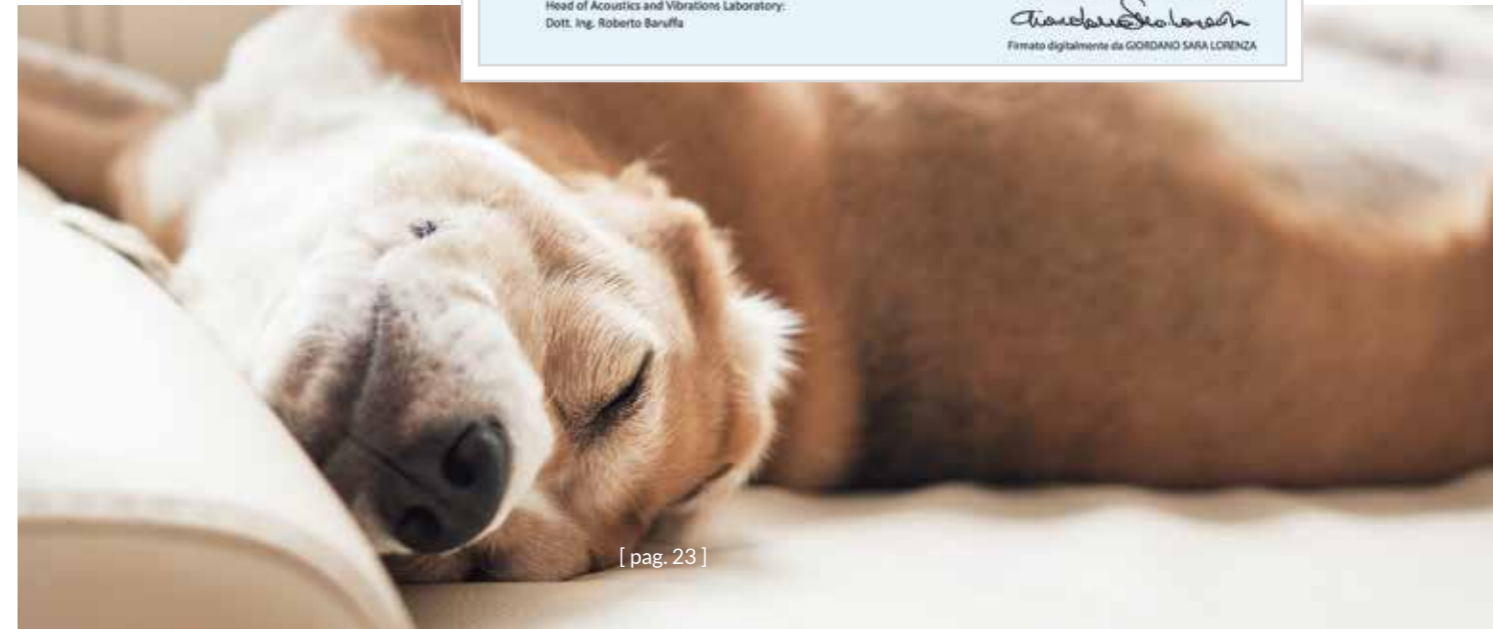 Head of Acoustics and Vibrations Laboratory:
Dott. Ing. Roberto Baruffa
Firmato digitalmente da GIORDANO SARA LORENZA
[ pag. 23 ]